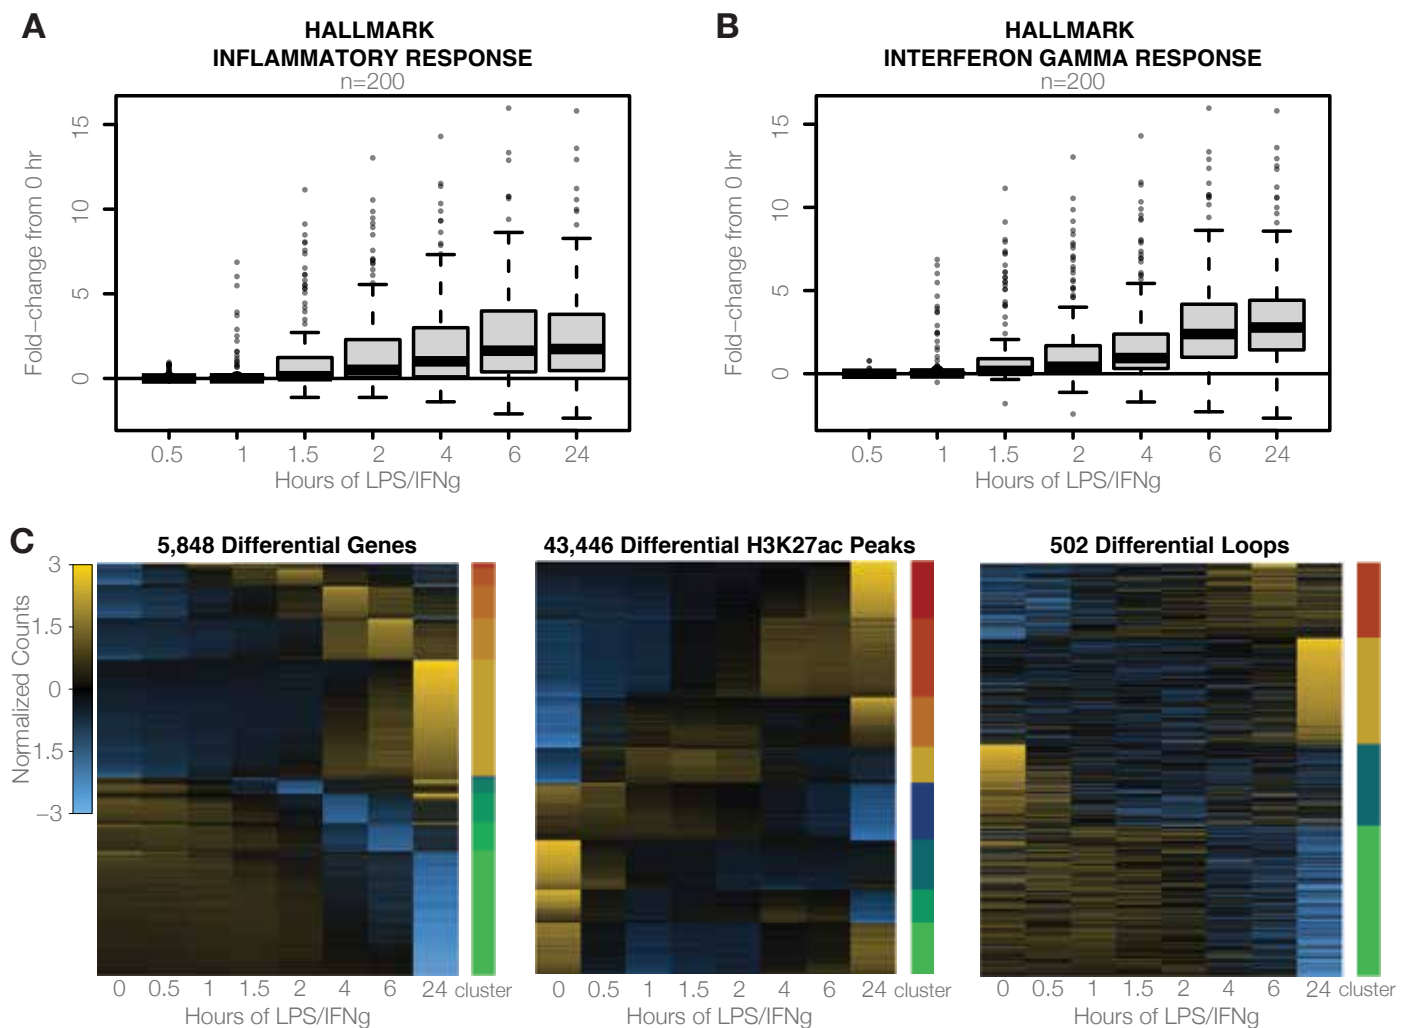 A
HALLMARK
INFLAMMATORY RESPONSE
n=200
Fold−change from 0 hr
15
10
5
0
0.5 1 1.5 2 4 6 24
Hours of LPS/IFNg
B
HALLMARK
INTERFERON GAMMA RESPONSE
n=200
Fold−change from 0 hr
15
10
5
0
0.5 1 1.5 2 4 6 24
Hours of LPS/IFNg
C
Normalized Counts
3
1.5
0
1.5
−3
5,848 Differential Genes
0 0.5 1 1.5 2 4 6 24 cluster
Hours of LPS/IFNg
43,446 Differential H3K27ac Peaks
0 0.5 1 1.5 2 4 6 24 cluster
Hours of LPS/IFNg
502 Differential Loops
0 0.5 1 1.5 2 4 6 24 cluster
Hours of LPS/IFNg